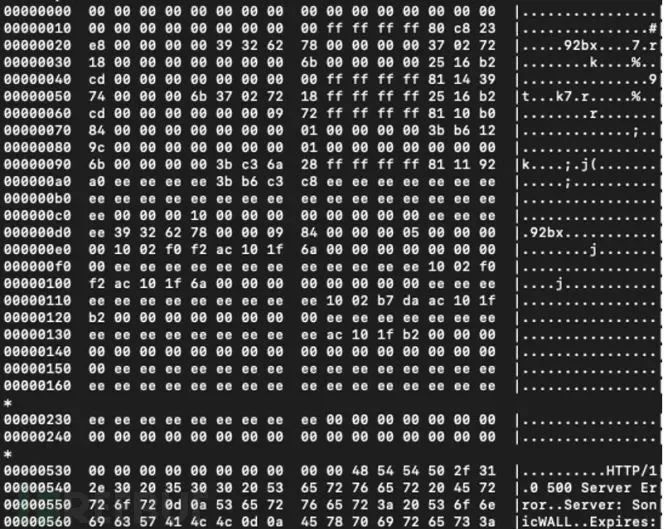 00000000  00 00 00 00 00 00 00 00  00 00 00 00 00 00 00 00  |................
00000010  00 00 00 00 00 00 00 00  00 ff ff ff ff 80 c8 23  |...............#
00000020  e8 00 00 00 00 39 32 62  78 00 00 00 00 37 02 72  |.....92bx....7.r
00000030  18 00 00 00 00 00 00 00  6b 00 00 00 00 25 16 b2  |........k....%..
00000040  cd 00 00 00 00 00 00 00  00 ff ff ff ff 81 14 39  |...............9
00000050  74 00 00 00 6b 37 02 72  18 ff ff ff ff 25 16 b2  |t...k7.r.....%..
00000060  cd 00 00 00 00 00 09 72  ff ff ff ff 81 10 b0  |.......r........
00000070  84 00 00 00 00 00 00 00  01 00 00 00 00 3b b6 12  |.............;..
00000080  9c 00 00 00 00 00 00 00  01 00 00 00 00 00 00 00  |................
00000090  6b 00 00 00 00 3b c3 6a  28 ff ff ff ff 81 11 92  |k....;.j(.......
000000a0  a0 ee ee ee ee 3b b6 c3  c8 ee ee ee ee ee ee ee  |.....;..........
000000b0  ee ee ee ee ee ee ee ee  ee ee ee ee ee ee ee ee  |................
000000c0  ee 00 00 00 10 00 00 00  00 00 00 00 00 00 ee ee  |................
000000d0  ee 39 32 62 78 00 00 09  84 00 00 00 05 00 00 00  |.92bx...........
000000e0  00 10 02 f0 f2 ac 10 1f  6a 00 00 00 00 00 00 00  |........j.......
000000f0  00 ee ee ee ee ee ee ee  ee ee ee ee ee 10 02 f0  |................
00000100  f2 ac 10 1f 6a 00 00 00  00 00 00 00 00 ee ee ee  |....j...........
00000110  ee ee ee ee ee ee ee ee  ee 10 02 b7 da ac 10 1f  |................
00000120  b2 00 00 00 00 00 00 00  00 ee ee ee ee ee ee ee  |................
00000130  ee ee ee ee ee ee ee ee  ee ac 10 1f b2 00 00 00  |................
00000140  00 00 00 00 00 00 00 00  00 00 00 00 00 00 00 00  |................
00000150  00 ee ee ee ee ee ee ee  ee ee ee ee ee ee ee ee  |................
00000160  ee ee ee ee ee ee ee ee  ee ee ee ee ee ee ee ee  |................
*
00000230  ee ee ee ee ee ee ee ee  ee 00 00 00 00 00 00 00  |................
00000240  00 00 00 00 00 00 00 00  00 00 00 00 00 00 00 00  |................
*
00000530  00 00 00 00 00 00 00 00  00 00 48 54 54 50 2f 31  |..........HTTP/1
00000540  2e 30 20 35 30 30 20 53  65 72 76 65 72 20 45 72  |.0 500 Server Er
00000550  72 6f 72 0d 0a 53 65 72  76 65 72 3a 20 53 6f 6e  |ror..Server: Son
00000560  69 63 57 41 4c 4c 0d 0a  45 78 70 69 72 65 73 3a  |icWALL..Expires: